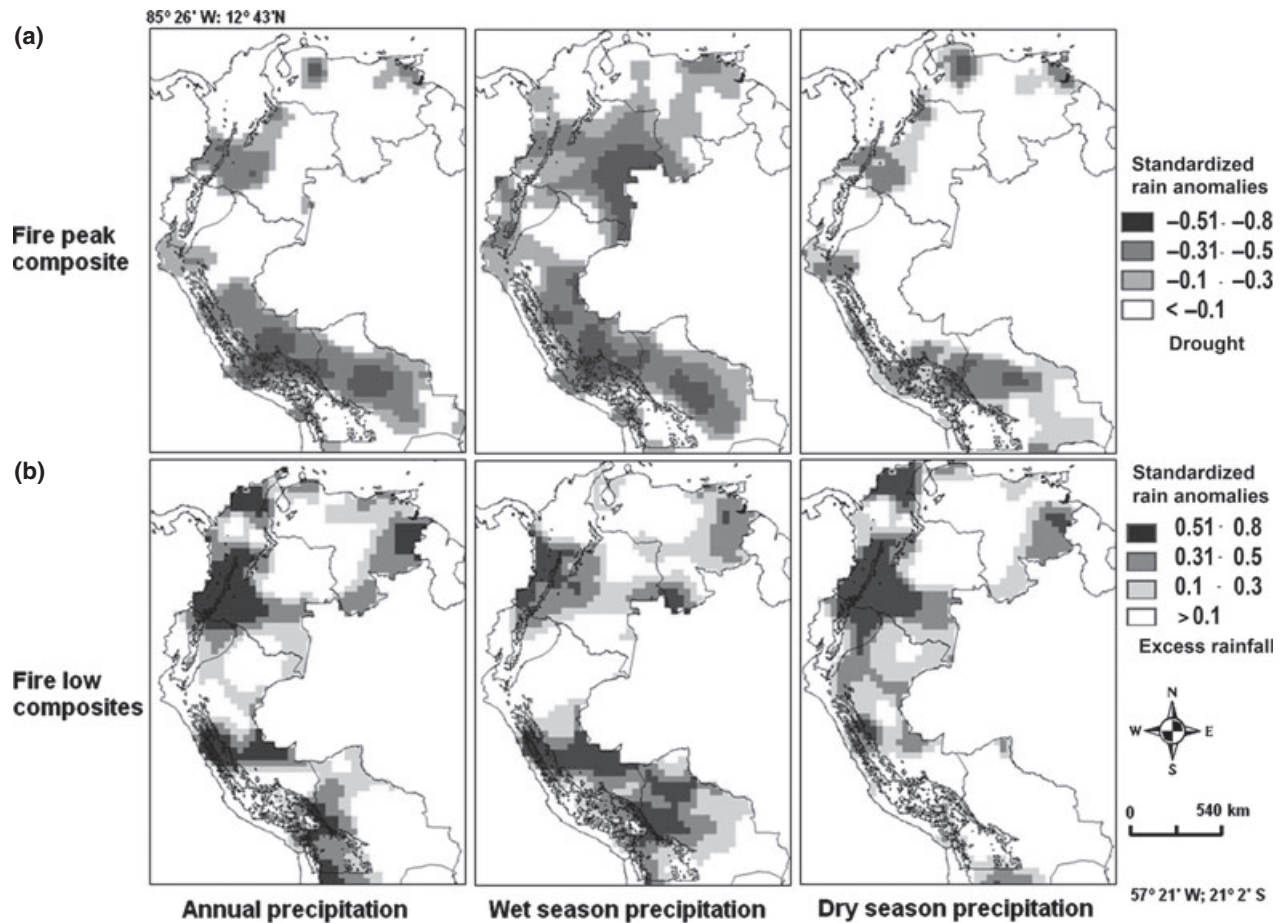 85° 26' W: 12° 43'N
(a)
Fire peak
composite
Standardized
rain anomalies
−0.51 - −0.8
−0.31 - −0.5
−0.1 - −0.3
< −0.1
Drought
(b)
Fire low
composites
Standardized
rain anomalies
0.51 - 0.8
0.31 - 0.5
0.1 - 0.3
> 0.1
Excess rainfall
N
W E
S
0 540 km
57° 21' W; 21° 2' S
Annual precipitation Wet season precipitation Dry season precipitation